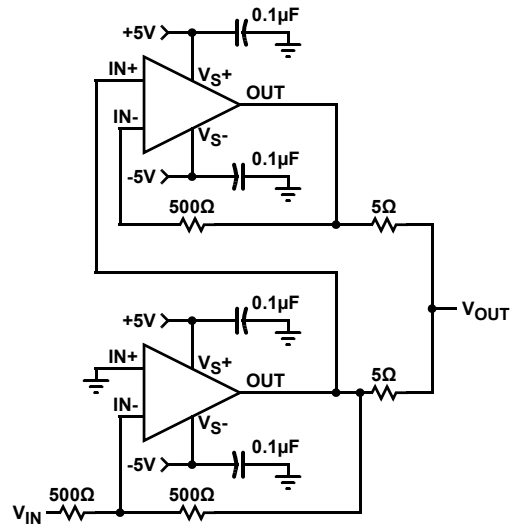 0.1µF
+5V
IN+
VS+
OUT
IN-
VS-
0.1µF
-5V
500Ω
5Ω
0.1µF
+5V
VOUT
IN+
VS+
5Ω
OUT
IN-
VS-
0.1µF
-5V
500Ω
500Ω
VIN